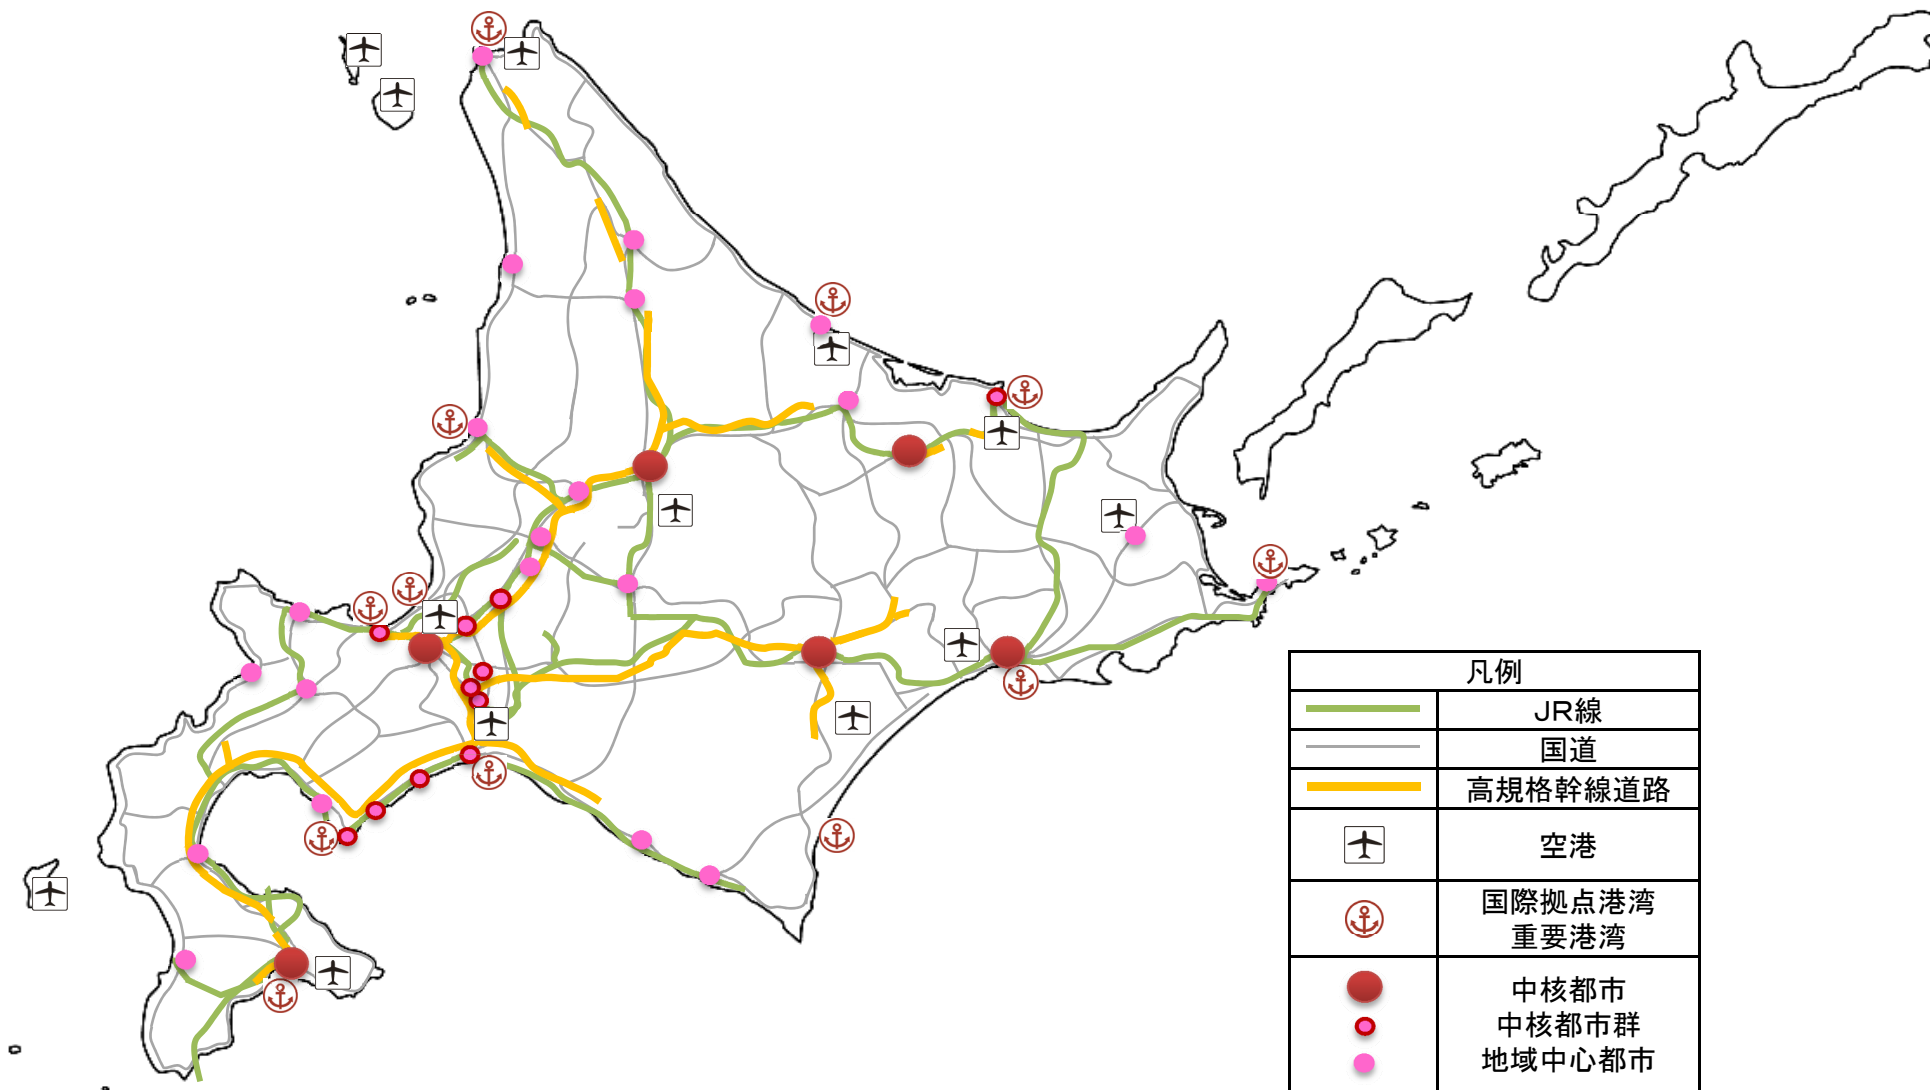 凡例
JR線
国道
高規格幹線道路
空港
国際拠点港湾
重要港湾
中核都市
中核都市群
地域中心都市